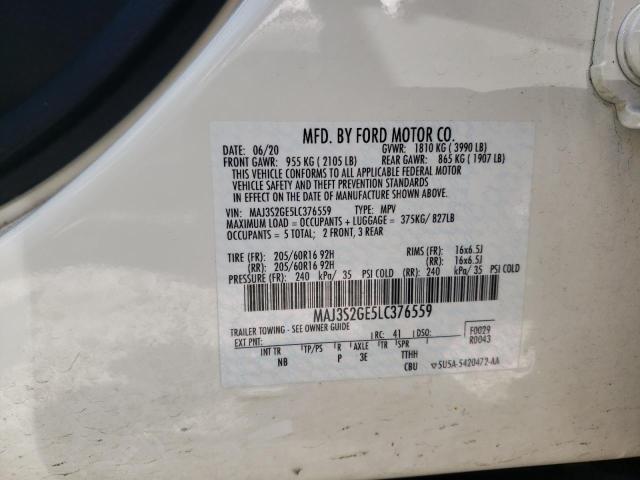 MFD. BY FORD MOTOR CO.
DATE: 06/20 GVWR: 1810 KG ( 3990 LB)
FRONT GAWR: 955 KG ( 2105 LB) REAR GAWR: 865 KG ( 1907 LB)
THIS VEHICLE CONFORMS TO ALL APPLICABLE FEDERAL MOTOR
VEHICLE SAFETY AND THEFT PREVENTION STANDARDS
IN EFFECT ON THE DATE OF MANUFACTURE SHOWN ABOVE.
VIN: MAJ3S2GE5LC376559 TYPE: MPV
MAXIMUM LOAD = OCCUPANTS + LUGGAGE = 375KG/ 827LB
OCCUPANTS = 5 TOTAL; 2 FRONT, 3 REAR
TIRE (FR): 205/60R16 92H RIMS (FR): 16x6.5J
(RR): 205/60R16 92H (RR): 16x6.5J
PRESSURE (FR): 240 kPa/ 35 PSI COLD (RR): 240 kPa/ 35 PSI COLD
MAJ3S2GE5LC376559
TRAILER TOWING - SEE OWNER GUIDE
EXT PNT: RC: 41 DSO: F0029
R0043
INT TR TP/PS R AXLE TR SPR
NB P 3E TTHH
CBU ▽SU5A-5420472-AA